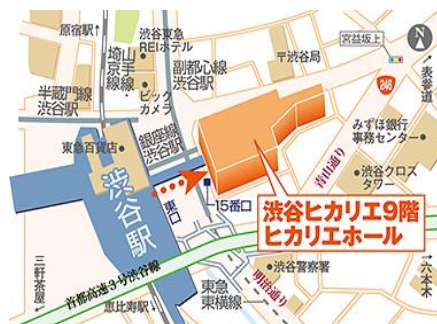 原宿駅
渋谷東急
REIホテル
埼京線
山手線
渋谷駅
副都心線
渋谷駅
〒渋谷局
宮益坂上
N
表参道
246
半蔵門線
渋谷駅
ビック
カメラ
銀座線
渋谷駅
みずほ銀行
事務センター
東急百貨店
青山通り
渋谷クロス
タワー
渋谷駅
東口
15番口
渋谷ヒカリエ9階
ヒカリエホール
三軒茶屋
首都高速3号渋谷線
渋谷警察署
明治通り
六本木
東急
東横線
恵比寿駅